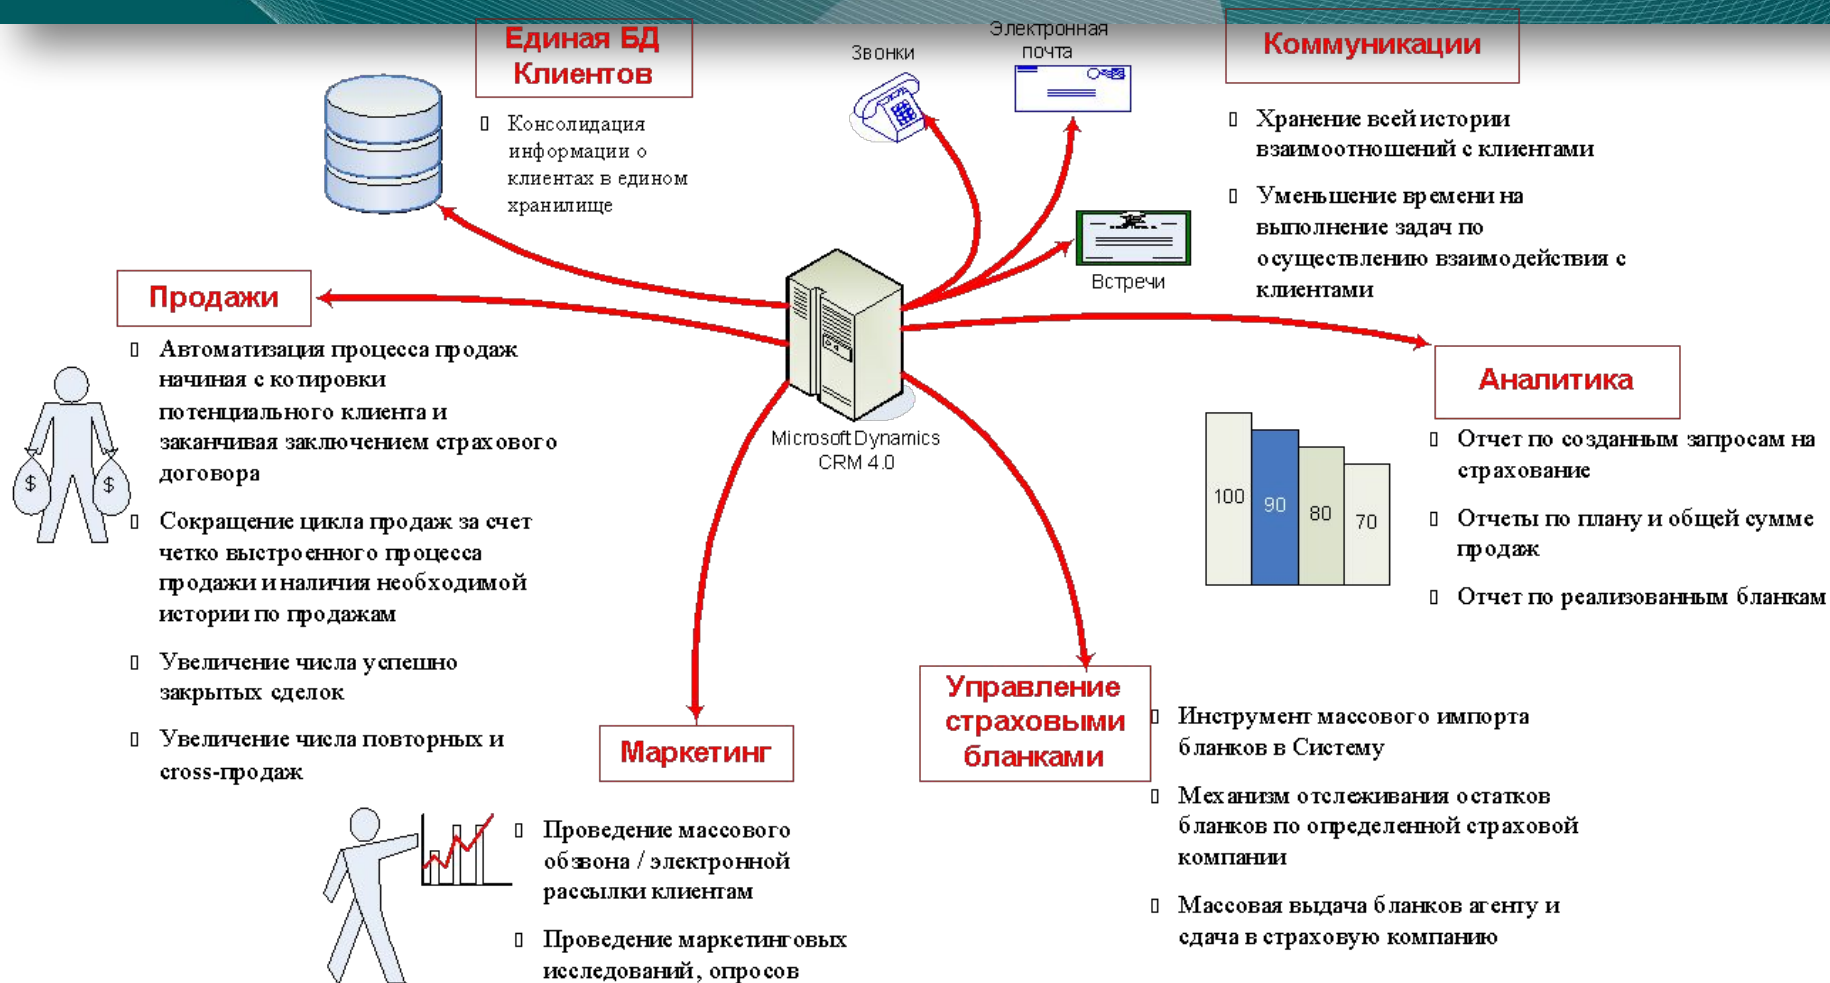 Единая БД
Клиентов
Консолидация
информации о
клиентах в едином
хранилище
Звонки
Электронная
почта
Встречи
Коммуникации
Хранение всей истории
взаимоотношений с клиентами
Уменьшение времени на
выполнение задач по
осуществлению взаимодействия с
клиентами
Продажи
Автоматизация процесса продаж
начиная с котировки
потенциального клиента и
заканчивая заключением страхового
договора
Сокращение цикла продаж за счет
четко выстроенного процесса
продажи и наличия необходимой
истории по продажам
Увеличение числа успешно
закрытых сделок
Увеличение числа повторных и
cross-продаж
$
$
Microsoft Dynamics
CRM 4.0
Аналитика
100
90
80
70
Отчет по созданным запросам на
страхование
Отчеты по плану и общей сумме
продаж
Отчет по реализованным бланкам
Маркетинг
Проведение массового
обзвона / электронной
рассылки клиентам
Проведение маркетинговых
исследований, опросов
Управление
страховыми
бланками
Инструмент массового импорта
бланков в Систему
Механизм отслеживания остатков
бланков по определенной страховой
компании
Массовая выдача бланков агенту и
сдача в страховую компанию